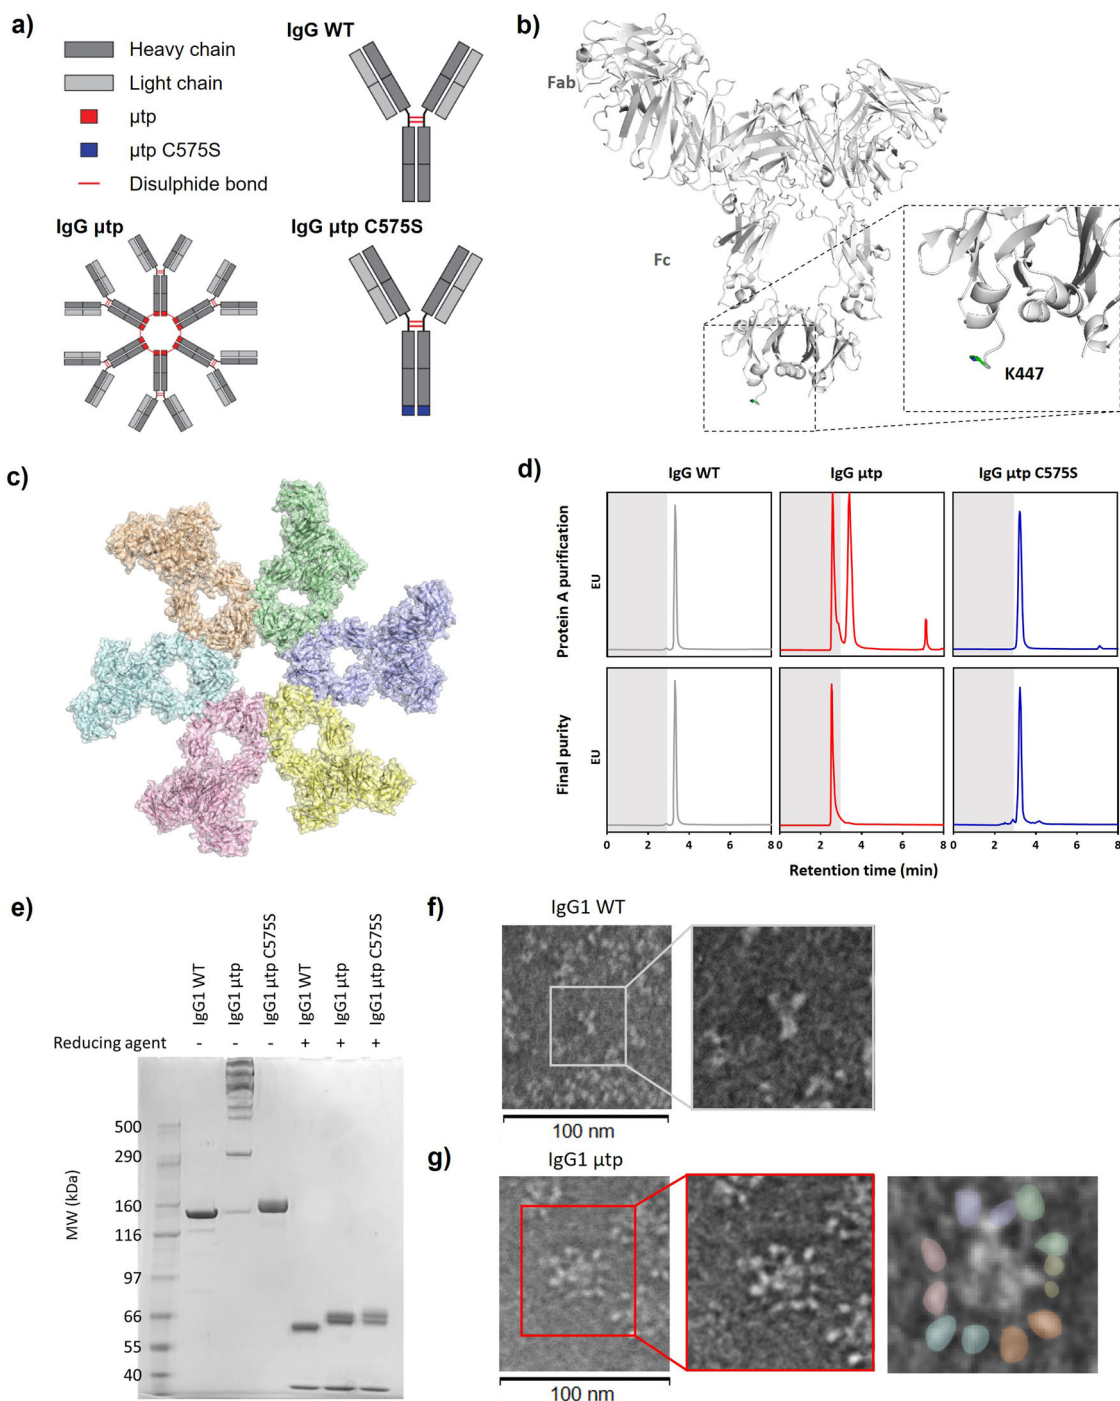 a)
Heavy chain
Light chain
µtp
µtp C575S
Disulphide bond
IgG WT
IgG µtp
IgG µtp C575S
b)
Fab
Fc
K447
c)
d)
IgG WT
IgG µtp
IgG µtp C575S
Protein A purification
EU
Final purity
EU
0 2 4 6 8
0 2 4 6 8
0 2 4 6 8
Retention time (min)
e)
IgG1 WT
IgG1 µtp
IgG1 µtp C575S
IgG1 WT
IgG1 µtp
IgG1 µtp C575S
Reducing agent - - - + + +
MW (kDa)
500
290
160
116
97
66
55
40
f)
IgG1 WT
100 nm
g)
IgG1 µtp
100 nm